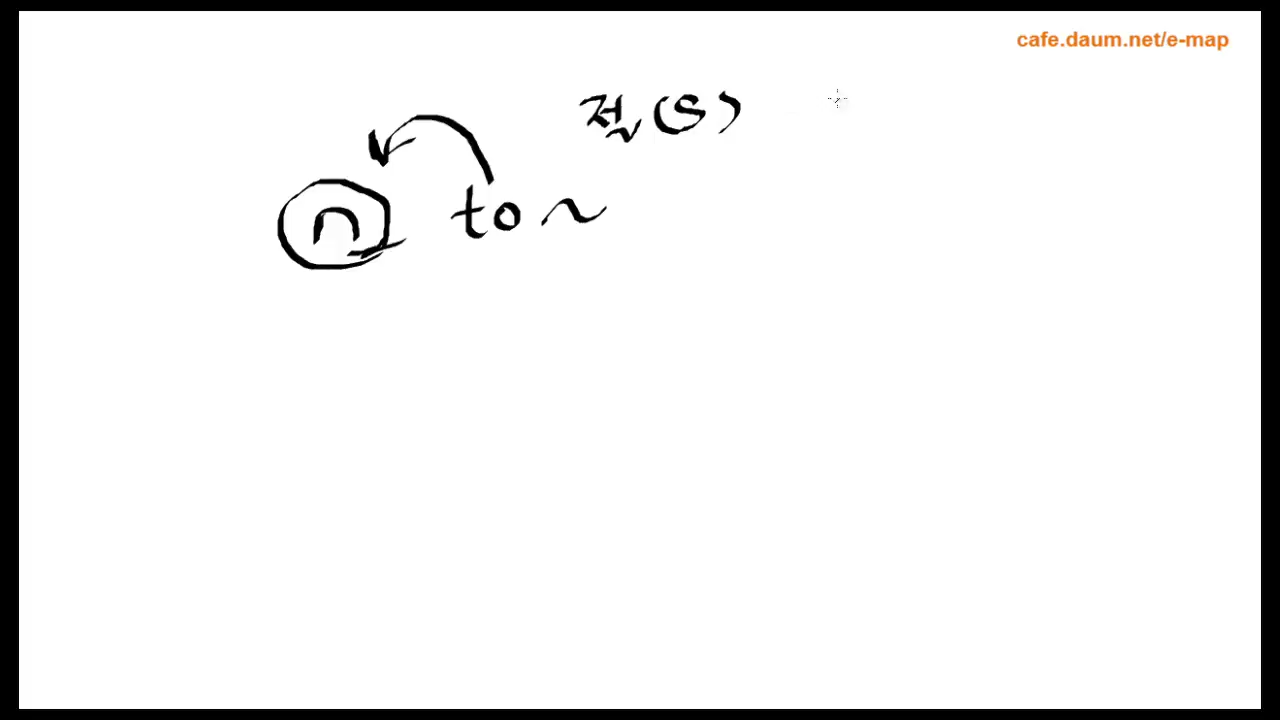 cafe.daum.net/e-map
절(S)
n to ~